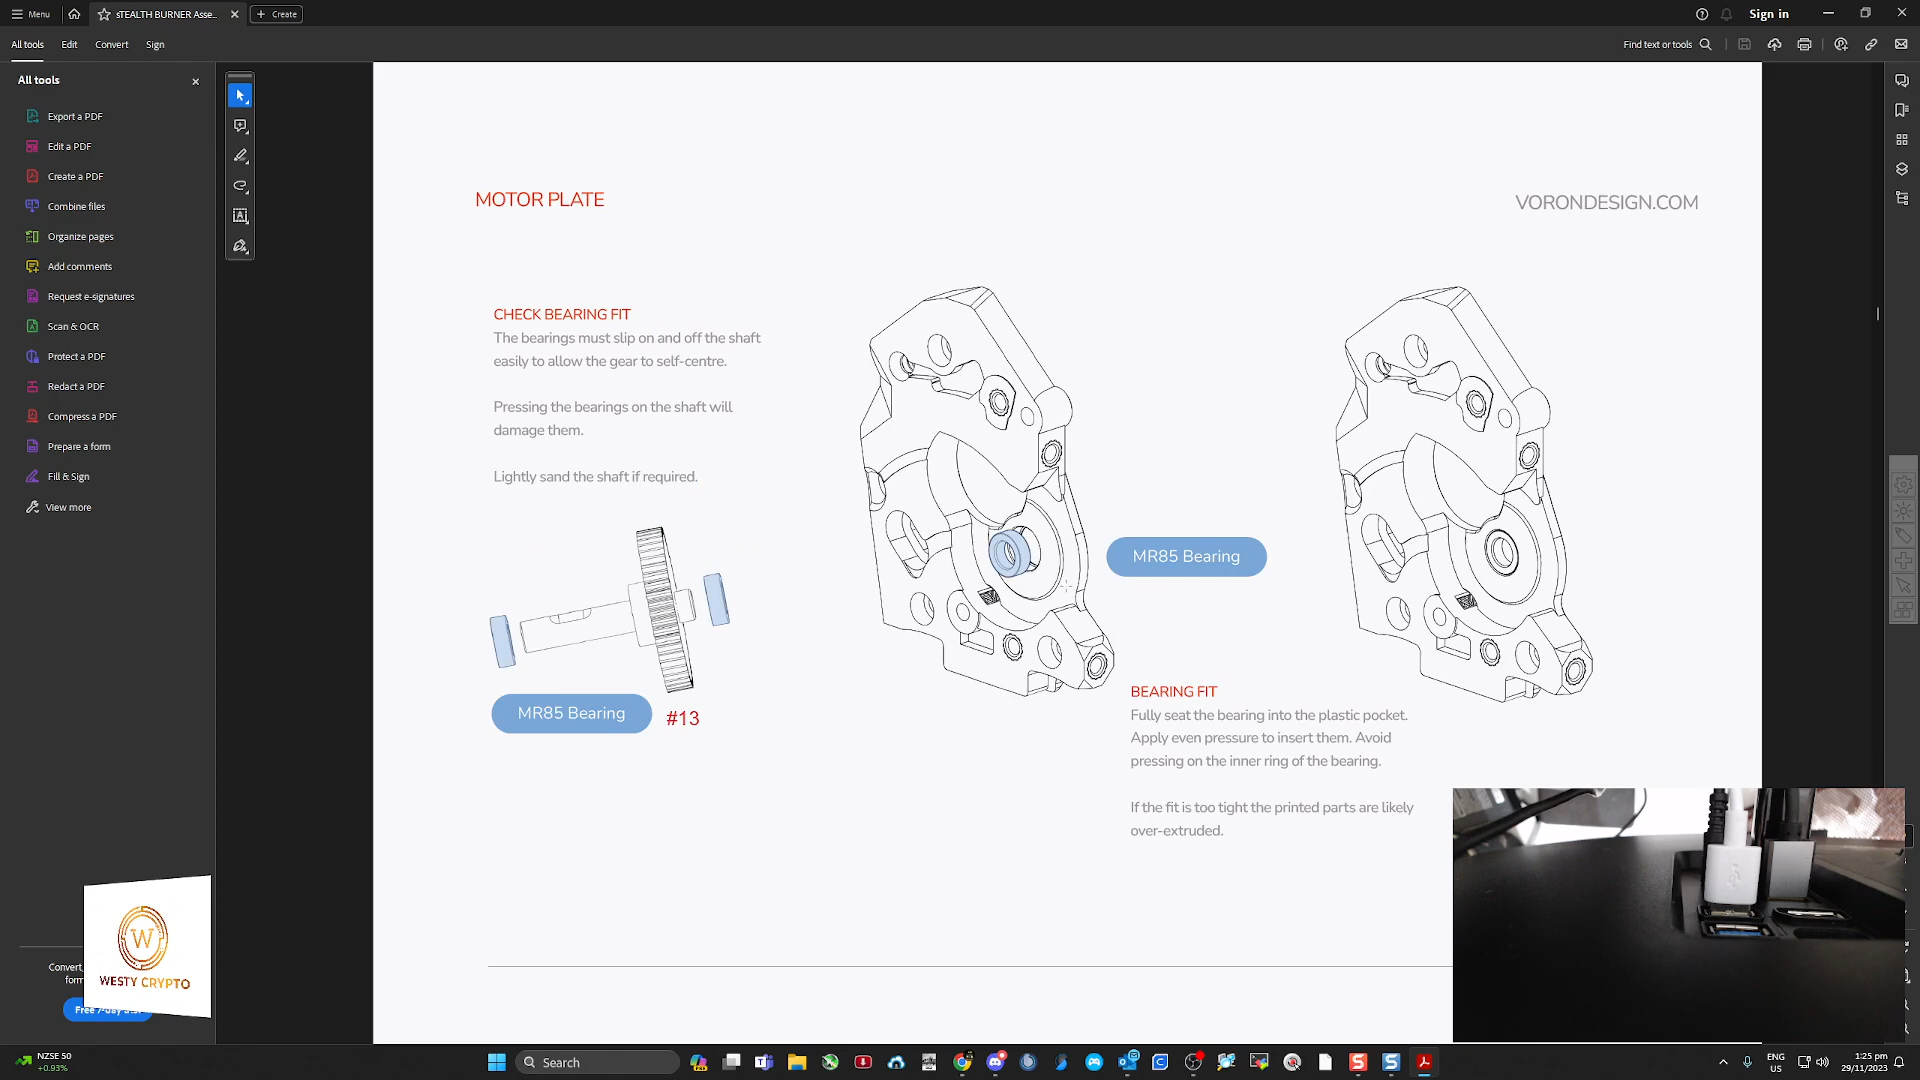 Menu
sTEALTH BURNER Asse...
Create
Sign in
All tools
Edit
Convert
Sign
Find text or tools
All tools
Export a PDF
Edit a PDF
Create a PDF
Combine files
Organize pages
Add comments
Request e-signatures
Scan & OCR
Protect a PDF
Redact a PDF
Compress a PDF
Prepare a form
Fill & Sign
View more
MOTOR PLATE
VORONDESIGN.COM
CHECK BEARING FIT
The bearings must slip on and off the shaft
easily to allow the gear to self-centre.
Pressing the bearings on the shaft will
damage them.
Lightly sand the shaft if required.
MR85 Bearing
MR85 Bearing
#13
BEARING FIT
Fully seat the bearing into the plastic pocket.
Apply even pressure to insert them. Avoid
pressing on the inner ring of the bearing.
If the fit is too tight the printed parts are likely
over-extruded.
W
WESTY CRYPTO
Convert,
Free 7-day
NZSE 50
+0.93%
Search
ENG
US
1:25 pm
29/11/2023